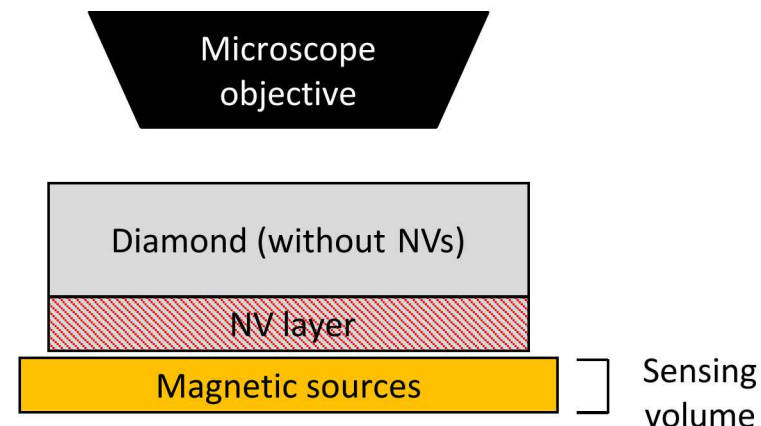 Microscope
objective
Diamond (without NVs)
NV layer
Magnetic sources
Sensing
volume